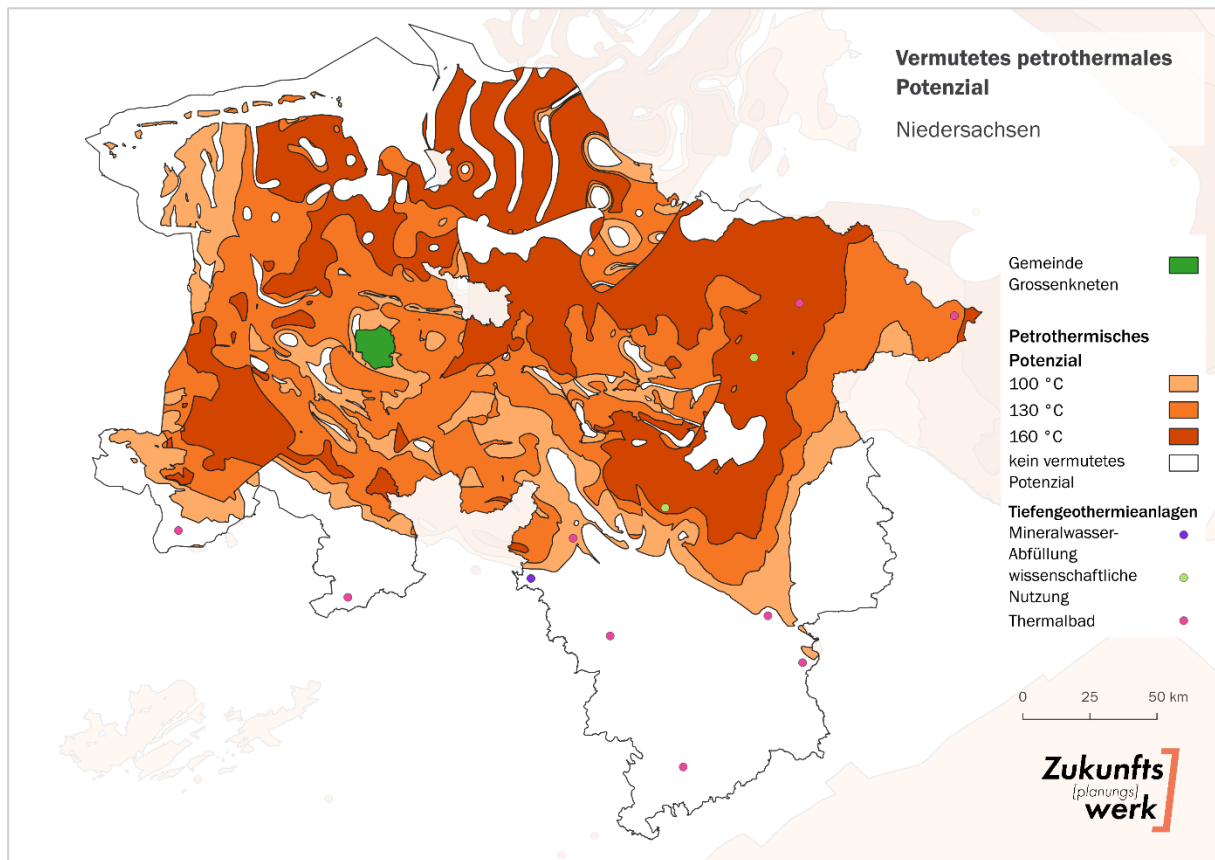 Vermutetes petrothermales
Potenzial
Niedersachsen
Gemeinde
Grossenkneten
Petrothermisches
Potenzial
100 °C
130 °C
160 °C
kein vermutetes
Potenzial
Tiefengeothermieanlagen
Mineralwasser-
Abfüllung
wissenschaftliche
Nutzung
Thermalbad
0 25 50 km
Zukunfts
[planungs]
werk